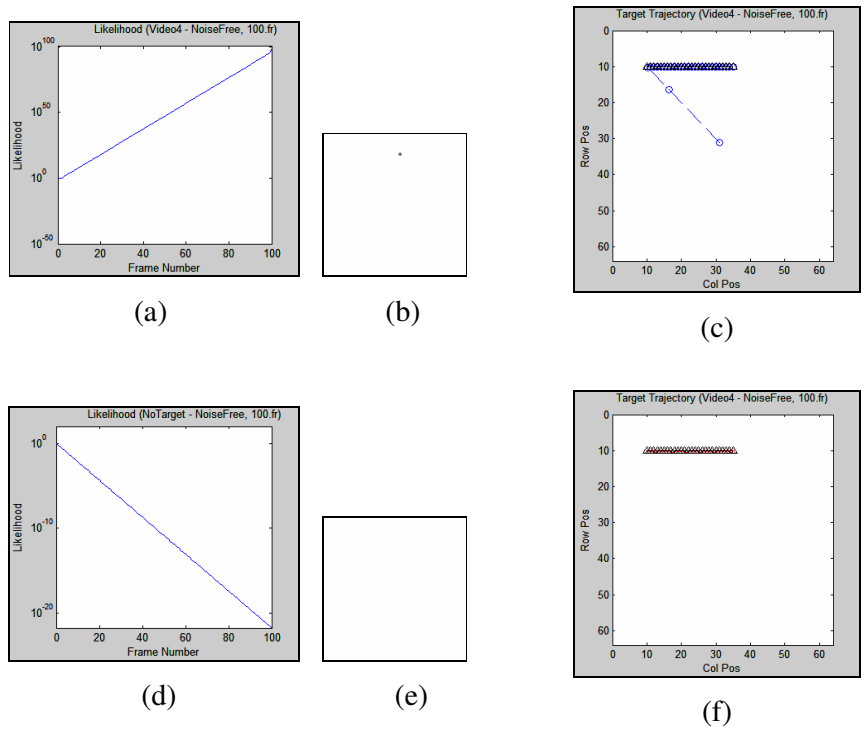 Likelihood (Video4 - NoiseFree, 100.fr)
10^100
10^50
10^0
10^-50
Likelihood
0 20 40 60 80 100
Frame Number
(a)
(b)
Target Trajectory (Video4 - NoiseFree, 100.fr)
0
10
20
30
40
50
60
Row Pos
0 10 20 30 40 50 60
Col Pos
(c)
Likelihood (NoTarget - NoiseFree, 100.fr)
10^0
10^-10
10^-20
Likelihood
0 20 40 60 80 100
Frame Number
(d)
(e)
Target Trajectory (Video4 - NoiseFree, 100.fr)
0
10
20
30
40
50
60
Row Pos
0 10 20 30 40 50 60
Col Pos
(f)